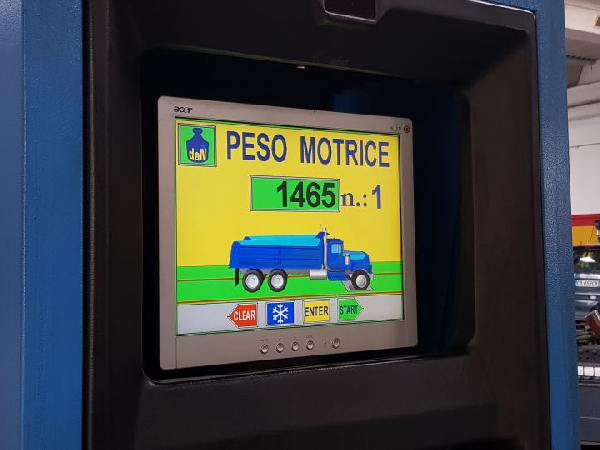 acer
daN
PESO MOTRICE
1465 n.: 1
CLEAR ENTER START